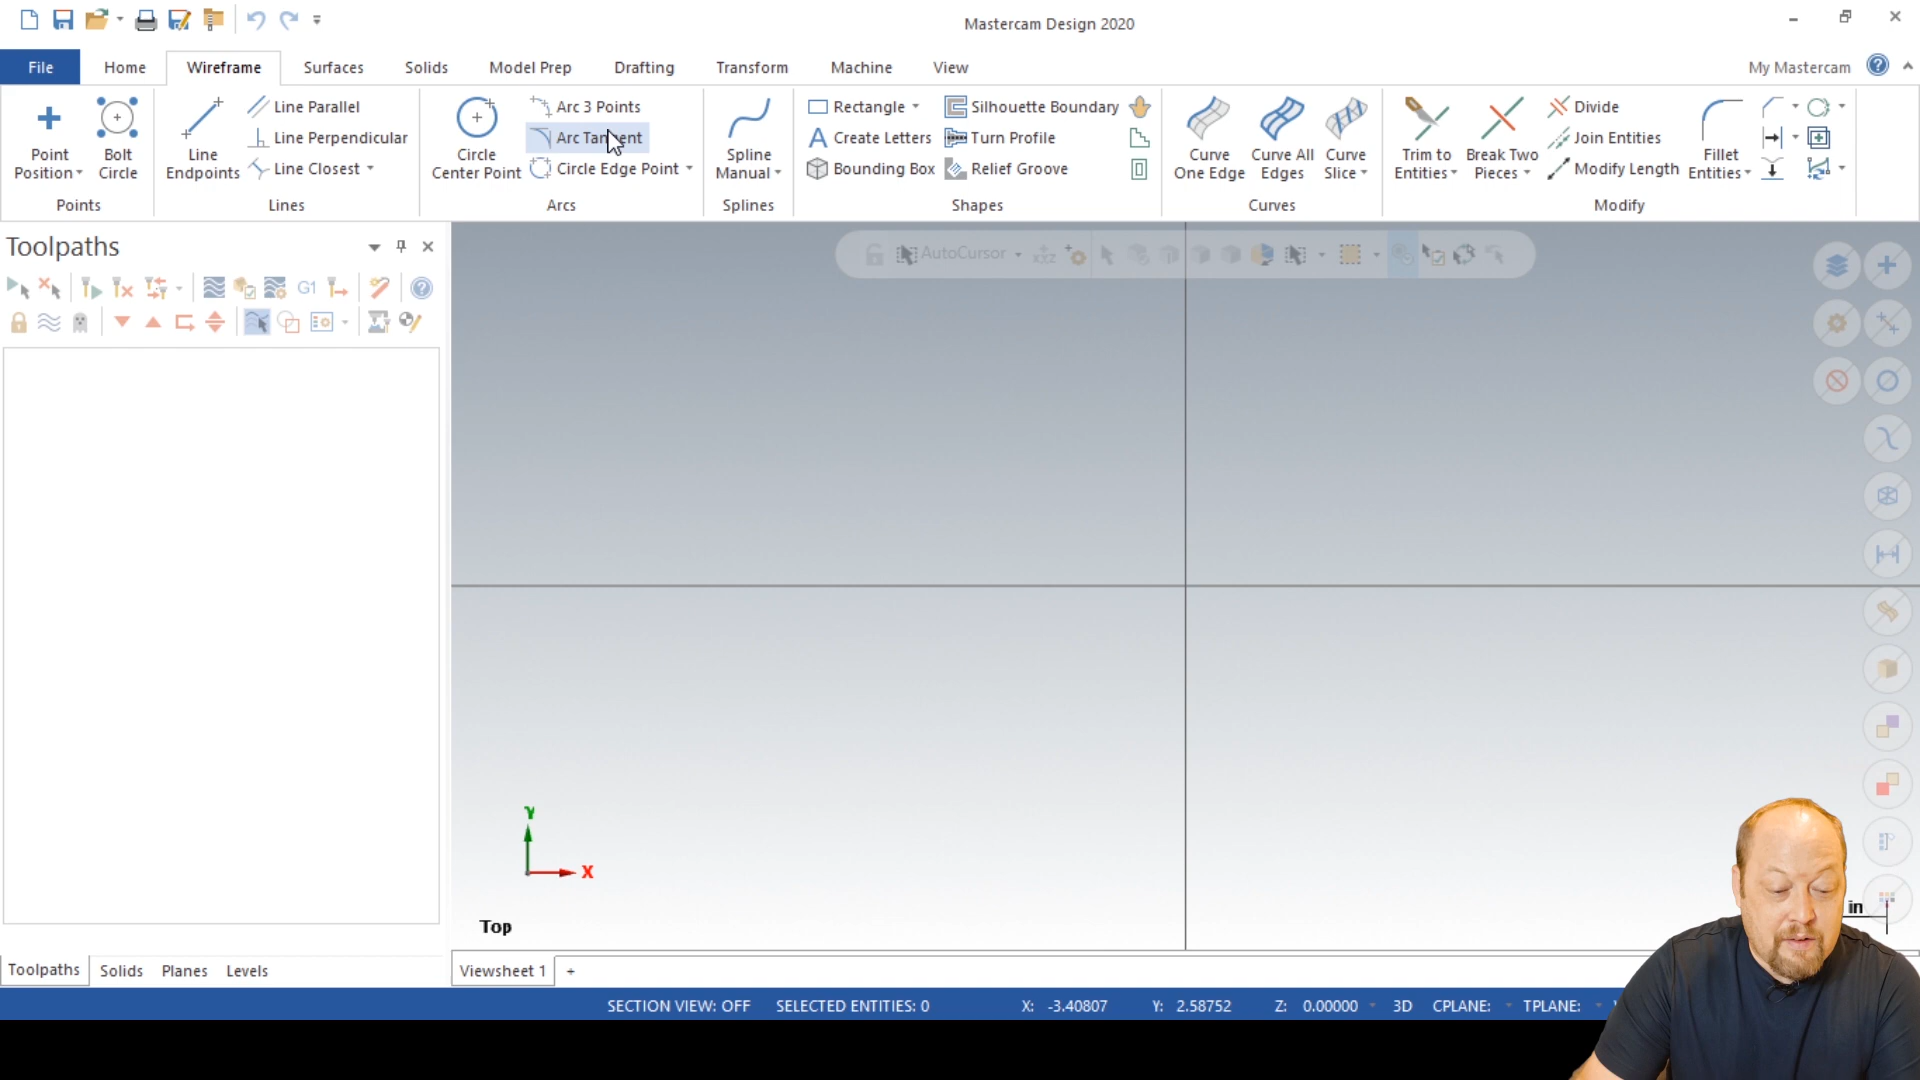 Mastercam Design 2020
File Home Wireframe Surfaces Solids Model Prep Drafting Transform Machine View My Mastercam
Point Position
Bolt Circle
Points
Line Endpoints
Line Parallel
Line Perpendicular
Line Closest
Lines
Circle Center Point
Arc 3 Points
Arc Tangent
Circle Edge Point
Arcs
Spline Manual
Splines
Rectangle
Create Letters
Bounding Box
Silhouette Boundary
Turn Profile
Relief Groove
Shapes
Curve One Edge
Curve All Edges
Curve Slice
Curves
Trim to Entities
Break Two Pieces
Divide
Join Entities
Modify Length
Fillet Entities
Modify
Toolpaths
G1
AutoCursor
Y
X
Top
in
Toolpaths Solids Planes Levels
Viewsheet 1 +
SECTION VIEW: OFF SELECTED ENTITIES: 0 X: -3.40807 Y: 2.58752 Z: 0.00000 3D CPLANE: TPLANE: